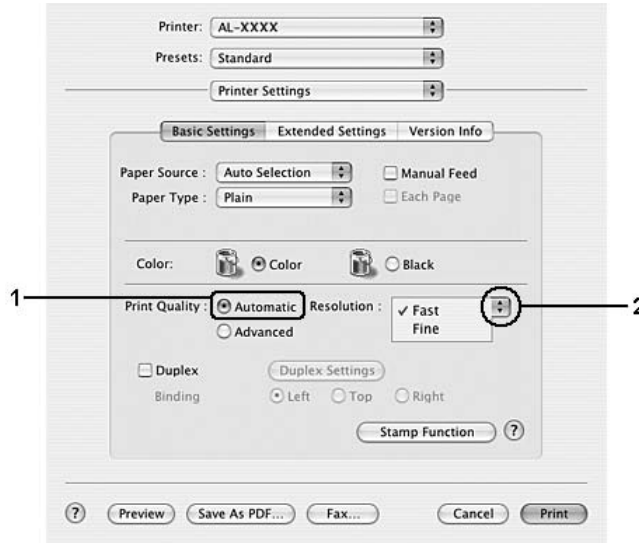 Printer: AL-XXXX
Presets: Standard
Printer Settings
Basic Settings Extended Settings Version Info
Paper Source : Auto Selection Manual Feed
Paper Type : Plain Each Page
Color: Color Black
1 Print Quality : Automatic Resolution : ✓ Fast 2
Advanced Fine
Duplex Duplex Settings
Binding Left Top Right
Stamp Function ?
? Preview Save As PDF... Fax... Cancel Print